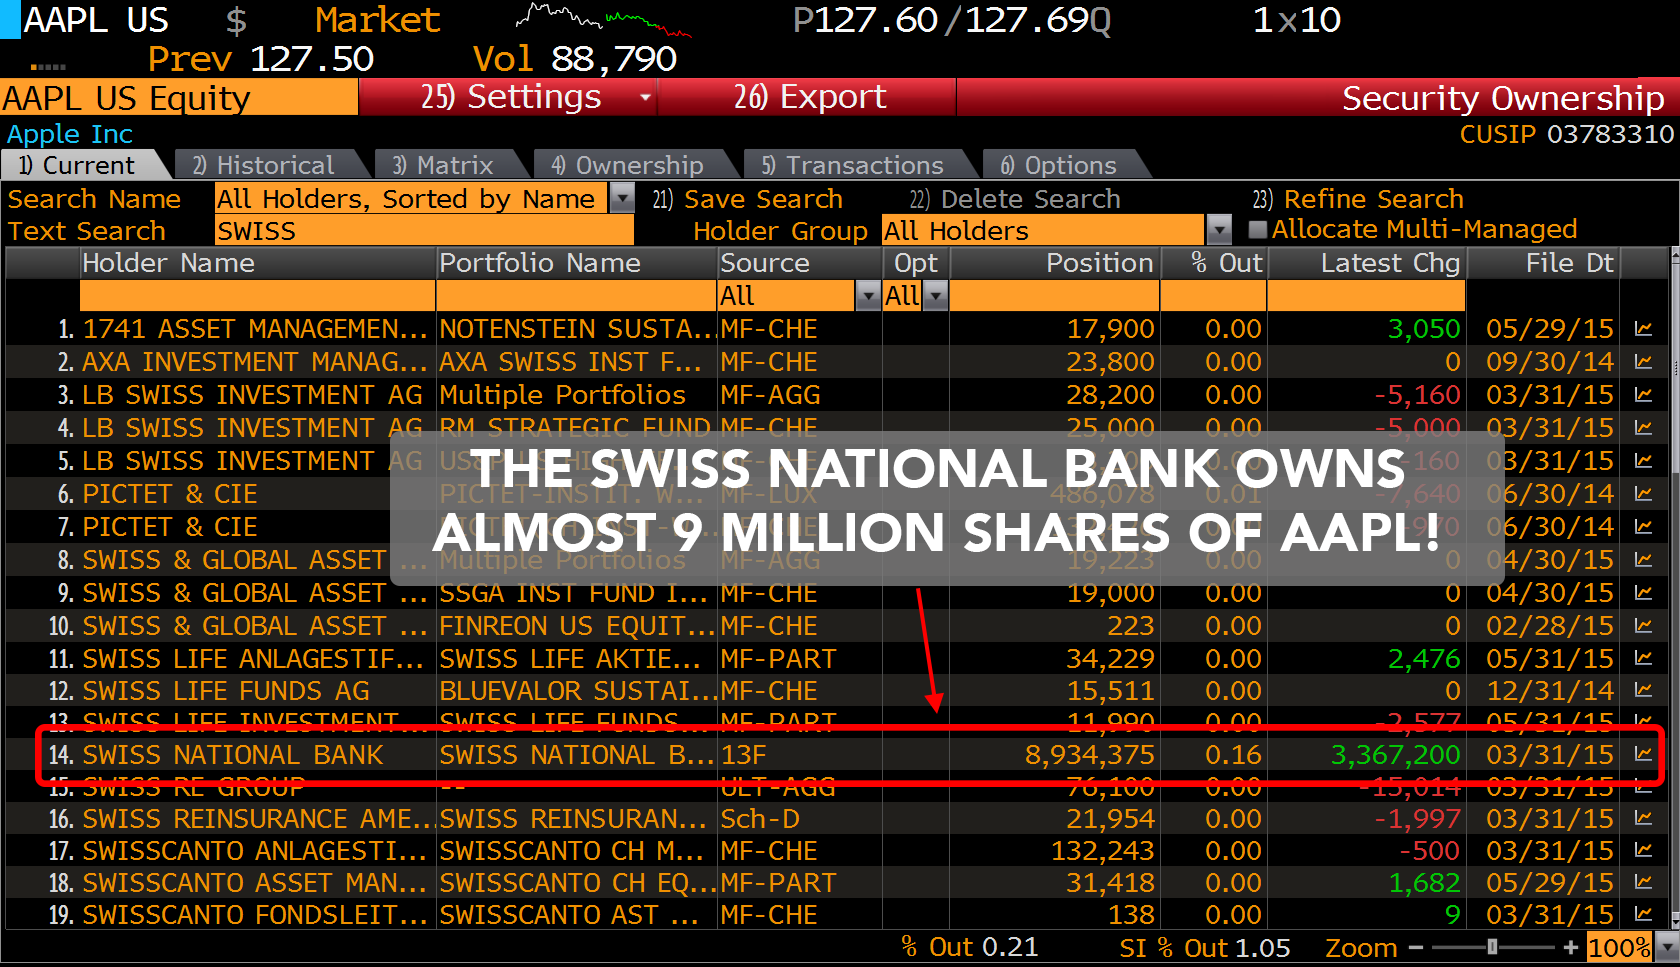 AAPL US $ Market P127.60/127.69Q 1x10
Prev 127.50 Vol 88,790
AAPL US Equity 25) Settings 26) Export Security Ownership
Apple Inc CUSIP 03783310
1) Current 2) Historical 3) Matrix 4) Ownership 5) Transactions 6) Options
Search Name All Holders, Sorted by Name 21) Save Search 22) Delete Search 23) Refine Search
Text Search SWISS Holder Group All Holders Allocate Multi-Managed
Holder Name Portfolio Name Source Opt Position % Out Latest Chg File Dt
All All
1. 1741 ASSET MANAGEMEN... NOTENSTEIN SUSTA... MF-CHE 17,900 0.00 3,050 05/29/15
2. AXA INVESTMENT MANAG... AXA SWISS INST F... MF-CHE 23,800 0.00 0 09/30/14
3. LB SWISS INVESTMENT AG Multiple Portfolios MF-AGG 28,200 0.00 -5,160 03/31/15
4. LB SWISS INVESTMENT AG RM STRATEGIC FUND MF-CHE 25,000 0.00 -5,000 03/31/15
5. LB SWISS INVESTMENT AG 0.00 -160 03/31/15
6. PICTET & CIE PICTET-INSTIT. W... MF-LUX 486,078 0.01 -7,640 06/30/14
7. PICTET & CIE 06/30/14
THE SWISS NATIONAL BANK OWNS
ALMOST 9 MILLION SHARES OF AAPL!
8. SWISS & GLOBAL ASSET Multiple Portfolios MF-AGG 19,223 0.00 0 04/30/15
9. SWISS & GLOBAL ASSET ... SSGA INST FUND I... MF-CHE 19,000 0.00 0 04/30/15
10. SWISS & GLOBAL ASSET ... FINREON US EQUIT... MF-CHE 223 0.00 0 02/28/15
11. SWISS LIFE ANLAGESTIF... SWISS LIFE AKTIE... MF-PART 34,229 0.00 2,476 05/31/15
12. SWISS LIFE FUNDS AG BLUEVALOR SUSTAI... MF-CHE 15,511 0.00 0 12/31/14
13. SWISS LIFE INVESTMENT... SWISS LIFE FUNDS... MF-PART 11,990 0.00 -2,577 05/31/15
14. SWISS NATIONAL BANK SWISS NATIONAL B... 13F 8,934,375 0.16 3,367,200 03/31/15
15. SWISS RE GROUP -- ULT-AGG 76,100 0.00 -15,014 03/31/15
16. SWISS REINSURANCE AME... SWISS REINSURAN... Sch-D 21,954 0.00 -1,997 03/31/15
17. SWISSCANTO ANLAGESTI... SWISSCANTO CH M... MF-CHE 132,243 0.00 -500 03/31/15
18. SWISSCANTO ASSET MAN... SWISSCANTO CH EQ... MF-PART 31,418 0.00 1,682 05/29/15
19. SWISSCANTO FONDSLEIT... SWISSCANTO AST ... MF-CHE 138 0.00 9 03/31/15
% Out 0.21 SI % Out 1.05 Zoom - + 100%